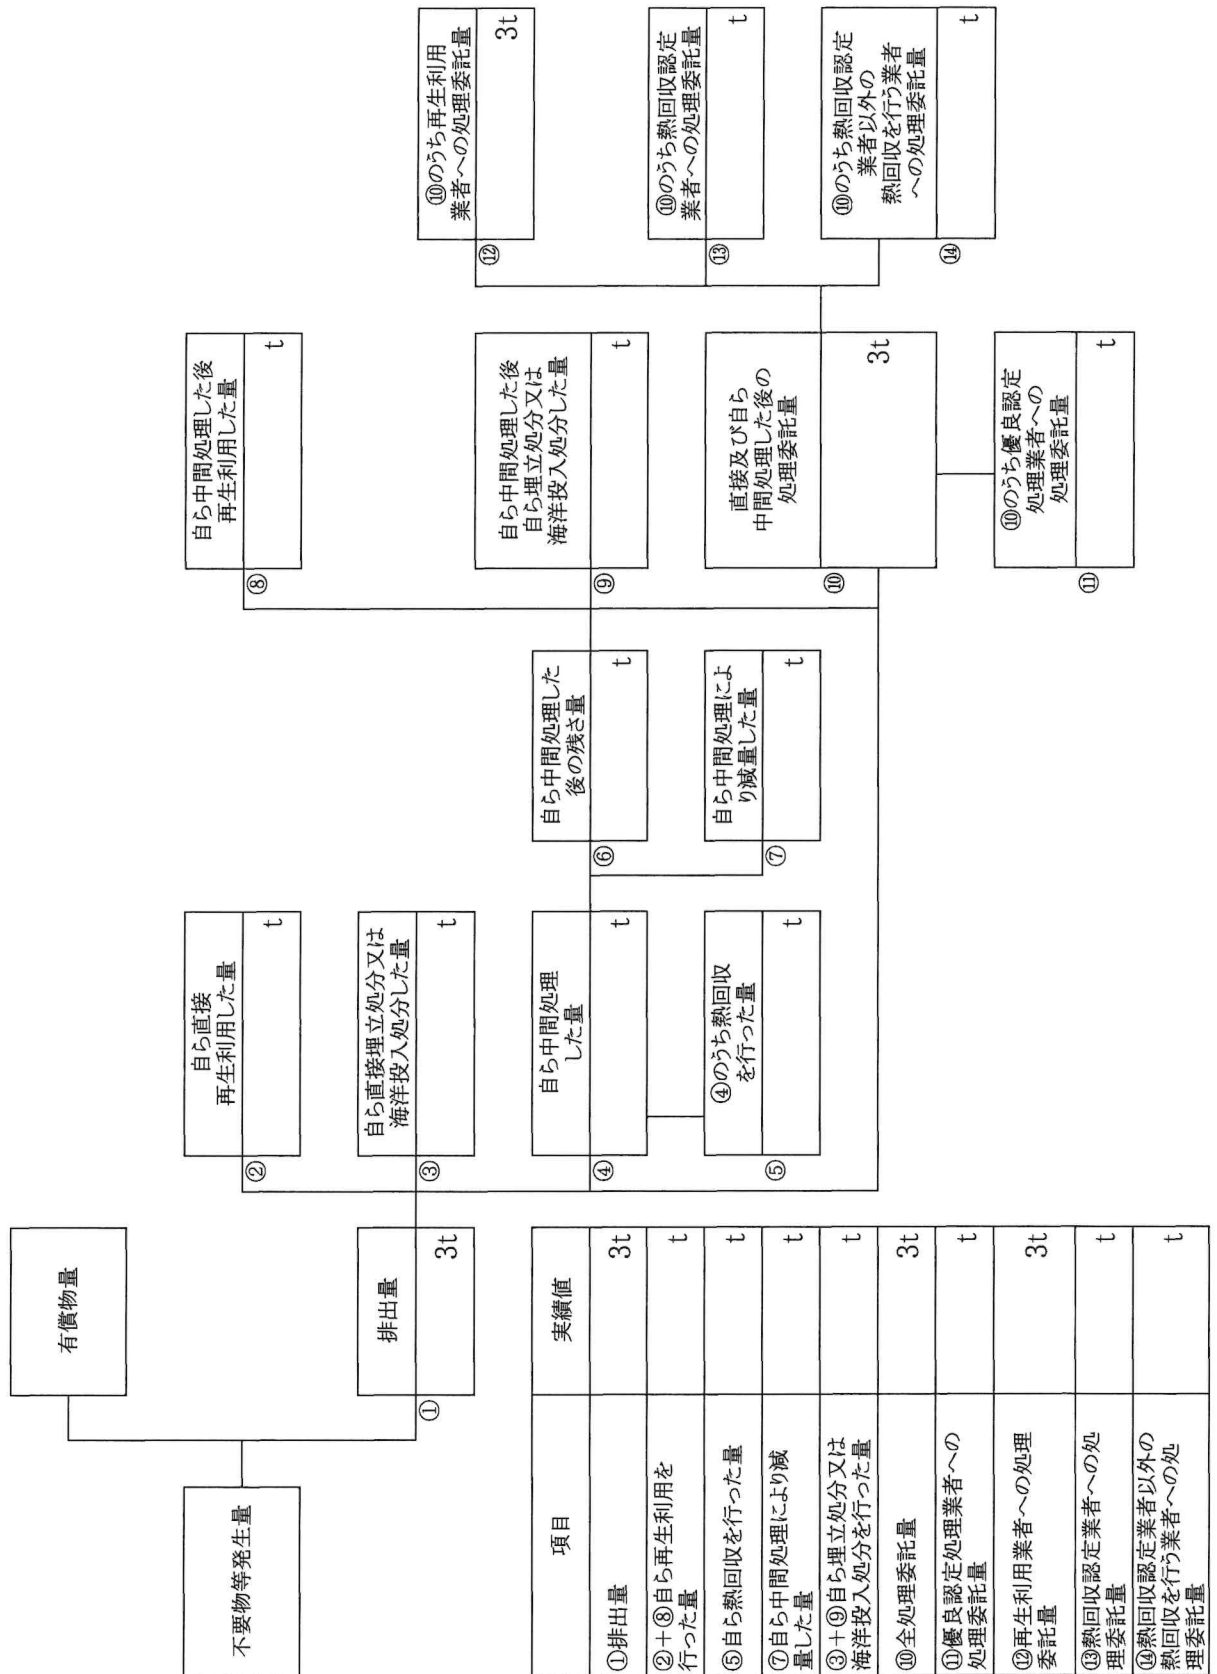 不要物等発生量
有償物量
排出量
①
3t
自ら直接
再生利用した量
②
t
自ら直接埋立処分又は
海洋投入処分した量
③
t
自ら中間処理
した量
④
t
④のうち熱回収
を行った量
⑤
t
自ら中間処理した
後の残さ量
⑥
t
自ら中間処理によ
り減量した量
⑦
t
自ら中間処理した後
再生利用した量
⑧
t
自ら中間処理した後
自ら埋立処分又は
海洋投入処分した量
⑨
t
直接及び自ら
中間処理した後の
処理委託量
⑩
3t
⑩のうち優良認定
処理業者への
処理委託量
⑪
t
⑩のうち再生利用
業者への処理委託量
⑫
3t
⑩のうち熱回収認定
業者への処理委託量
⑬
t
⑩のうち熱回収認定
業者以外の
熱回収を行う業者
への処理委託量
⑭
t
項目
実績値
①排出量
3t
②+⑧自ら再生利用を
行った量
t
⑤自ら熱回収を行った量
t
⑦自ら中間処理により減
量した量
t
③+⑨自ら埋立処分又は
海洋投入処分を行った量
t
⑩全処理委託量
3t
⑪優良認定処理業者への
処理委託量
t
⑫再生利用業者への処理
委託量
3t
⑬熱回収認定業者への処
理委託量
t
⑭熱回収認定業者以外の
熱回収を行う業者への処
理委託量
t